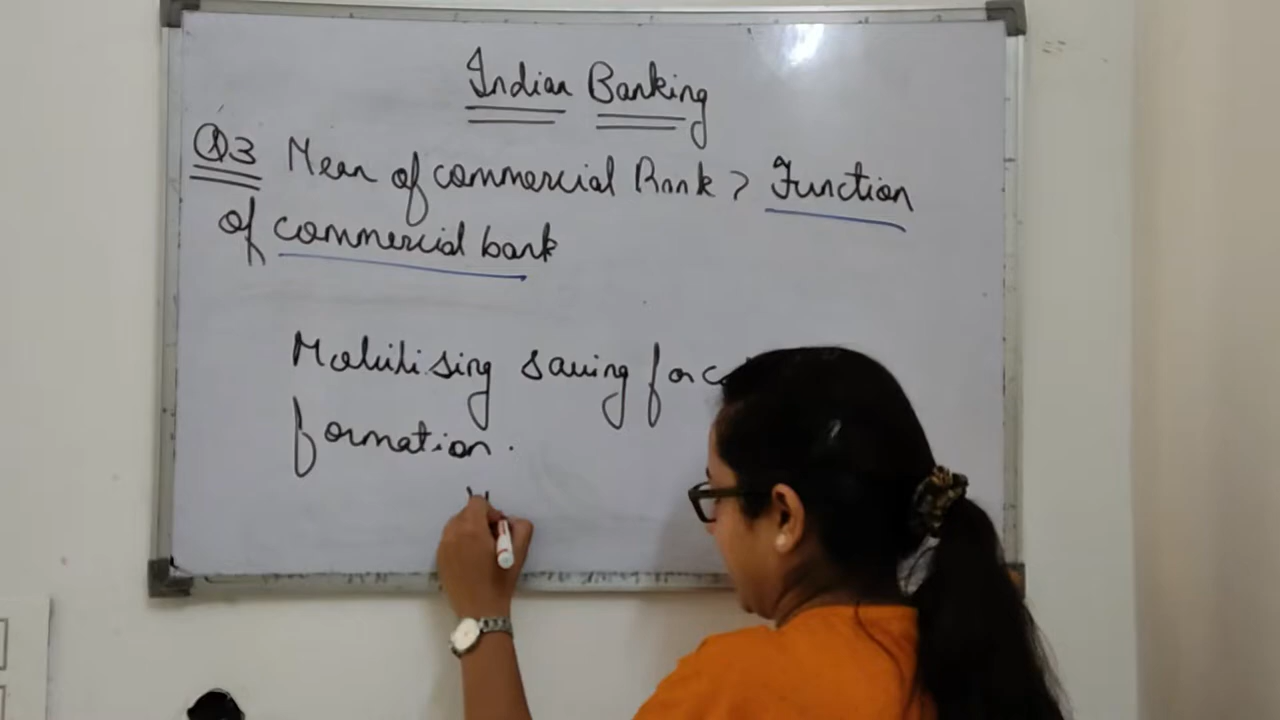 Indian Banking
Q3 Mean of commercial Bank > Function
of commercial bank
Mobilising saving for
formation.